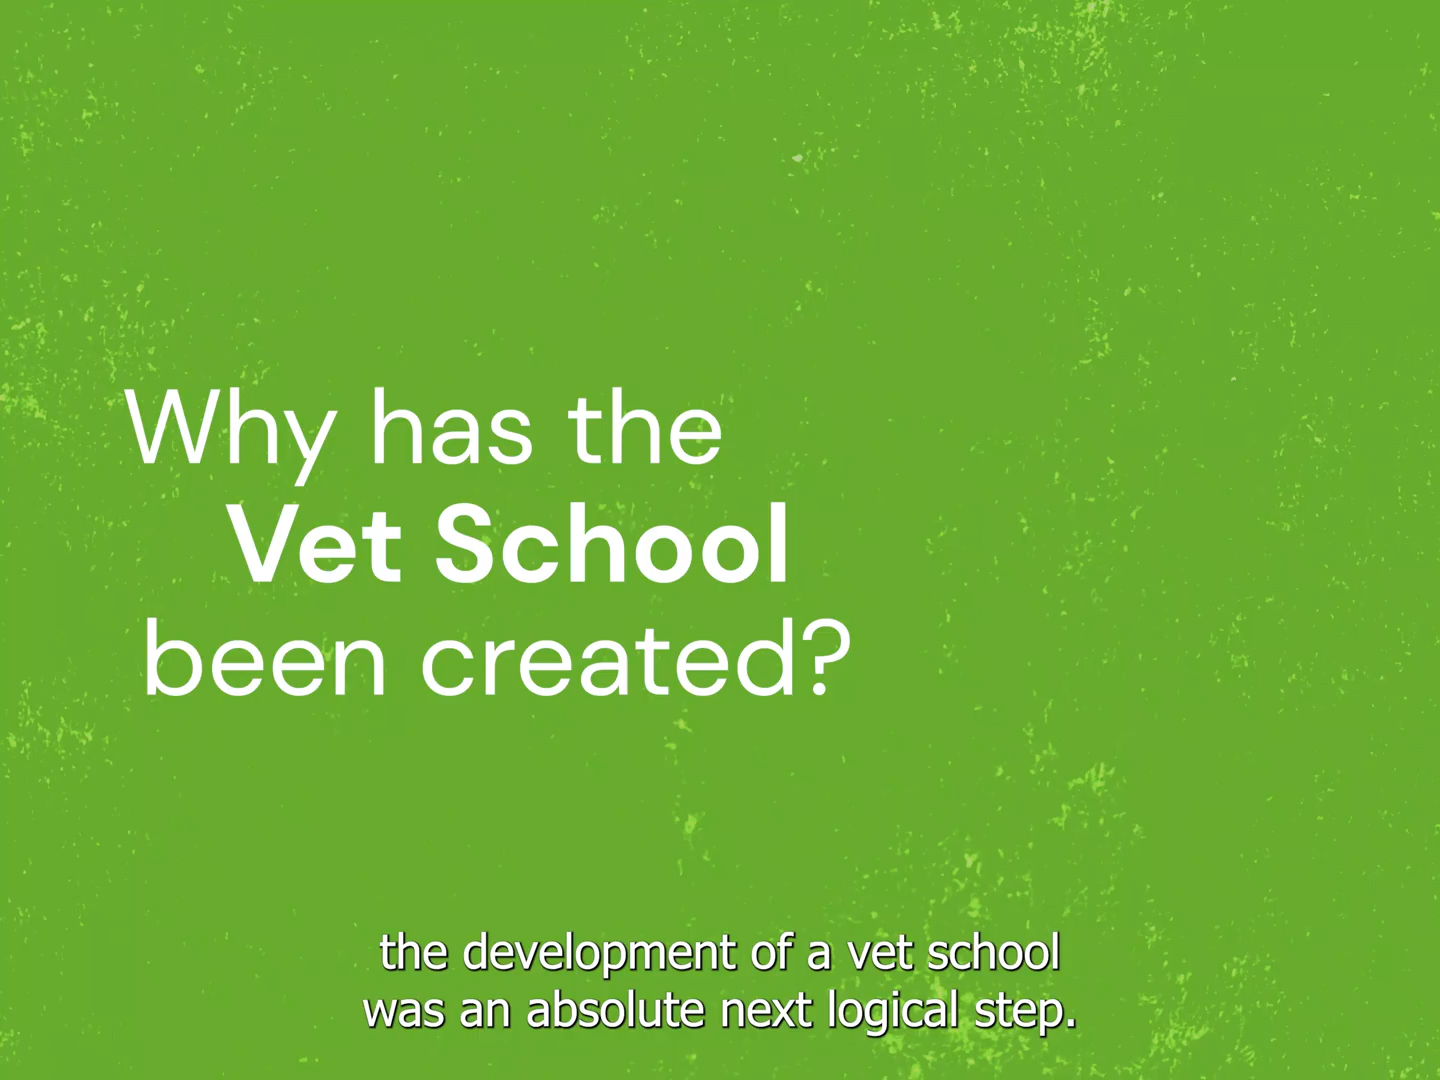 Why has the
Vet School
been created?
the development of a vet school
was an absolute next logical step.